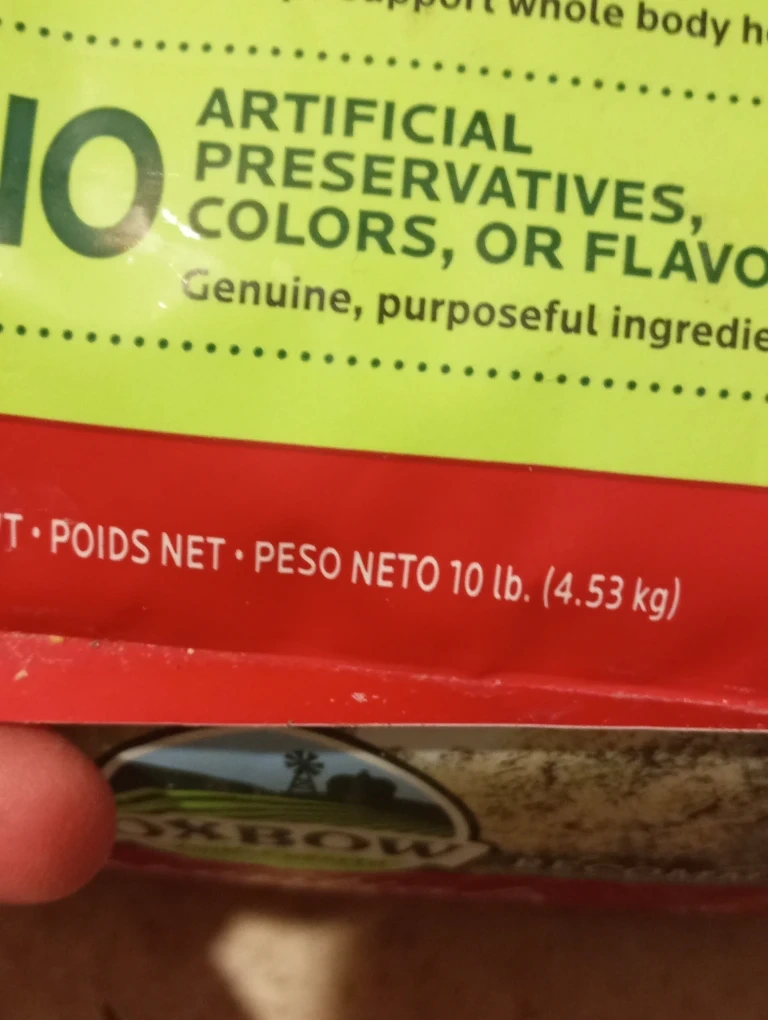 support whole body h
NO ARTIFICIAL
PRESERVATIVES,
COLORS, OR FLAVO
Genuine, purposeful ingredie
T • POIDS NET • PESO NETO 10 lb. (4.53 kg)
OXBOW